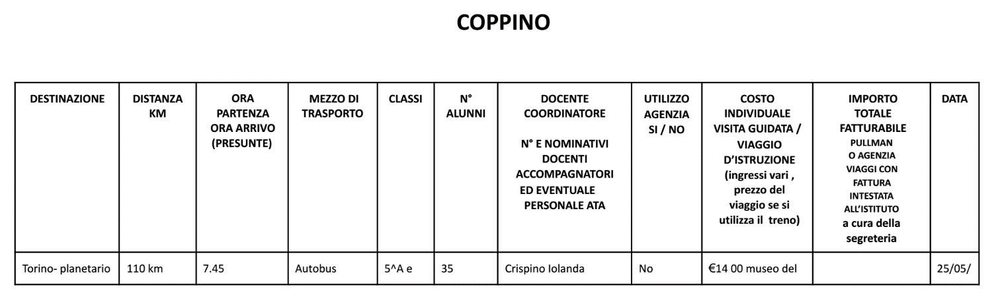 COPPINO
DESTINAZIONE
DISTANZA
KM
ORA
PARTENZA
ORA ARRIVO
(PRESUNTE)
MEZZO DI
TRASPORTO
CLASSI
N°
ALUNNI
DOCENTE
COORDINATORE
N° E NOMINATIVI
DOCENTI
ACCOMPAGNATORI
ED EVENTUALE
PERSONALE ATA
UTILIZZO
AGENZIA
SI / NO
COSTO
INDIVIDUALE
VISITA GUIDATA /
VIAGGIO
D'ISTRUZIONE
(ingressi vari ,
prezzo del
viaggio se si
utilizza il treno)
IMPORTO
TOTALE
FATTURABILE
PULLMAN
O AGENZIA
VIAGGI CON
FATTURA
INTESTATA
ALL'ISTITUTO
a cura della
segreteria
DATA
Torino- planetario
110 km
7.45
Autobus
5^A e
35
Crispino Iolanda
No
€14 00 museo del
25/05/